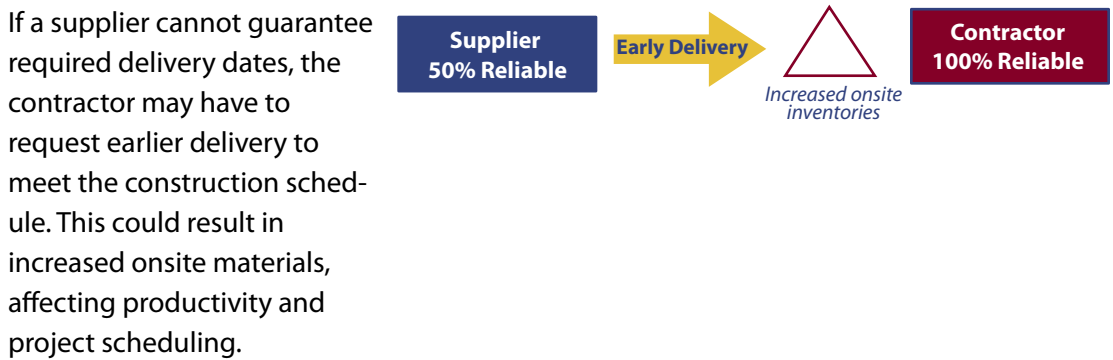 If a supplier cannot guarantee
required delivery dates, the
contractor may have to
request earlier delivery to
meet the construction sched-
ule. This could result in
increased onsite materials,
affecting productivity and
project scheduling.
Supplier
50% Reliable
Early Delivery
Increased onsite
inventories
Contractor
100% Reliable